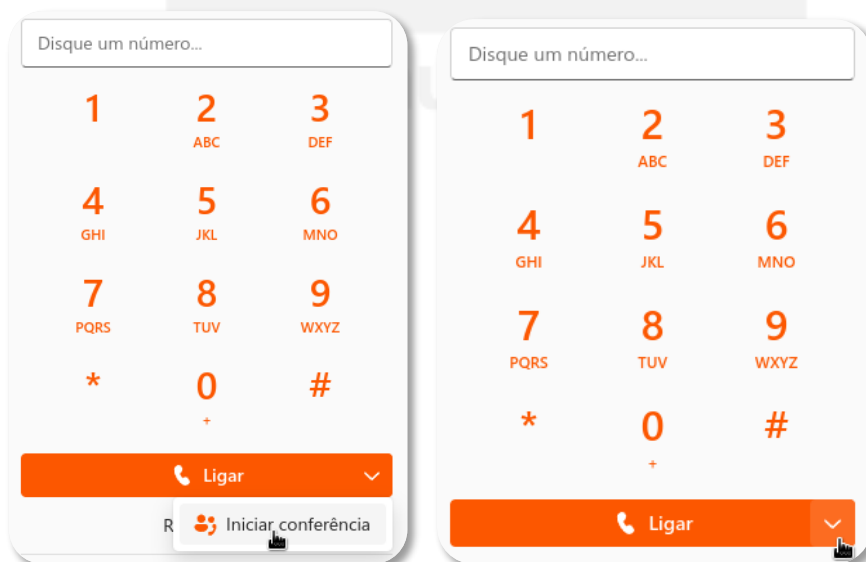 Disque um número...
1 2 3
ABC DEF
4 5 6
GHI JKL MNO
7 8 9
PQRS TUV WXYZ
* 0 #
+
Ligar
R
Iniciar conferência
Disque um número...
1 2 3
ABC DEF
4 5 6
GHI JKL MNO
7 8 9
PQRS TUV WXYZ
* 0 #
+
Ligar